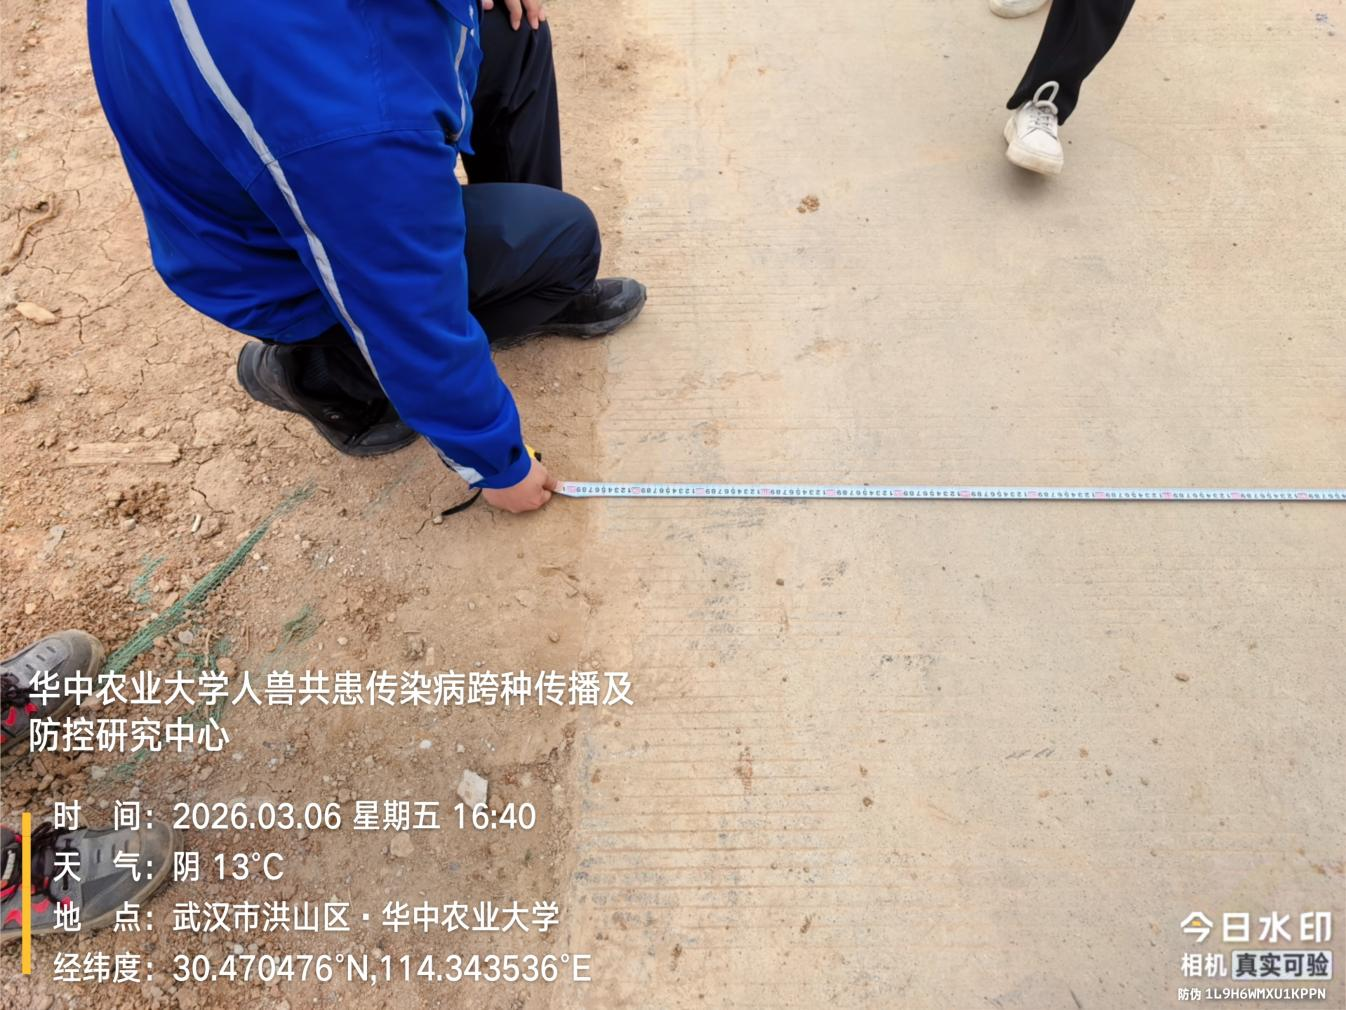 华中农业大学人兽共患传染病跨种传播及
防控研究中心
时 间：2026.03.06 星期五 16:40
天 气：阴 13°C
地 点：武汉市洪山区·华中农业大学
经纬度：30.470476°N,114.343536°E
今日水印
相机 真实可验
防伪 1L9H6WMXU1KPPN